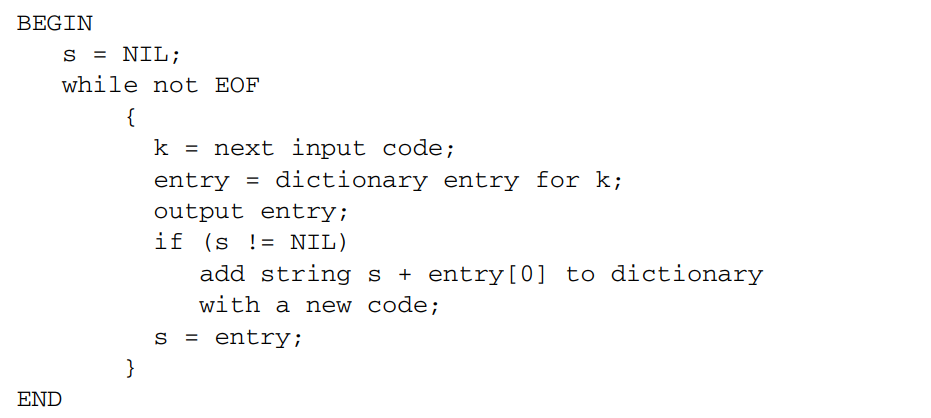 BEGIN
s = NIL;
while not EOF
{
k = next input code;
entry = dictionary entry for k;
output entry;
if (s != NIL)
add string s + entry[0] to dictionary
with a new code;
s = entry;
}
END